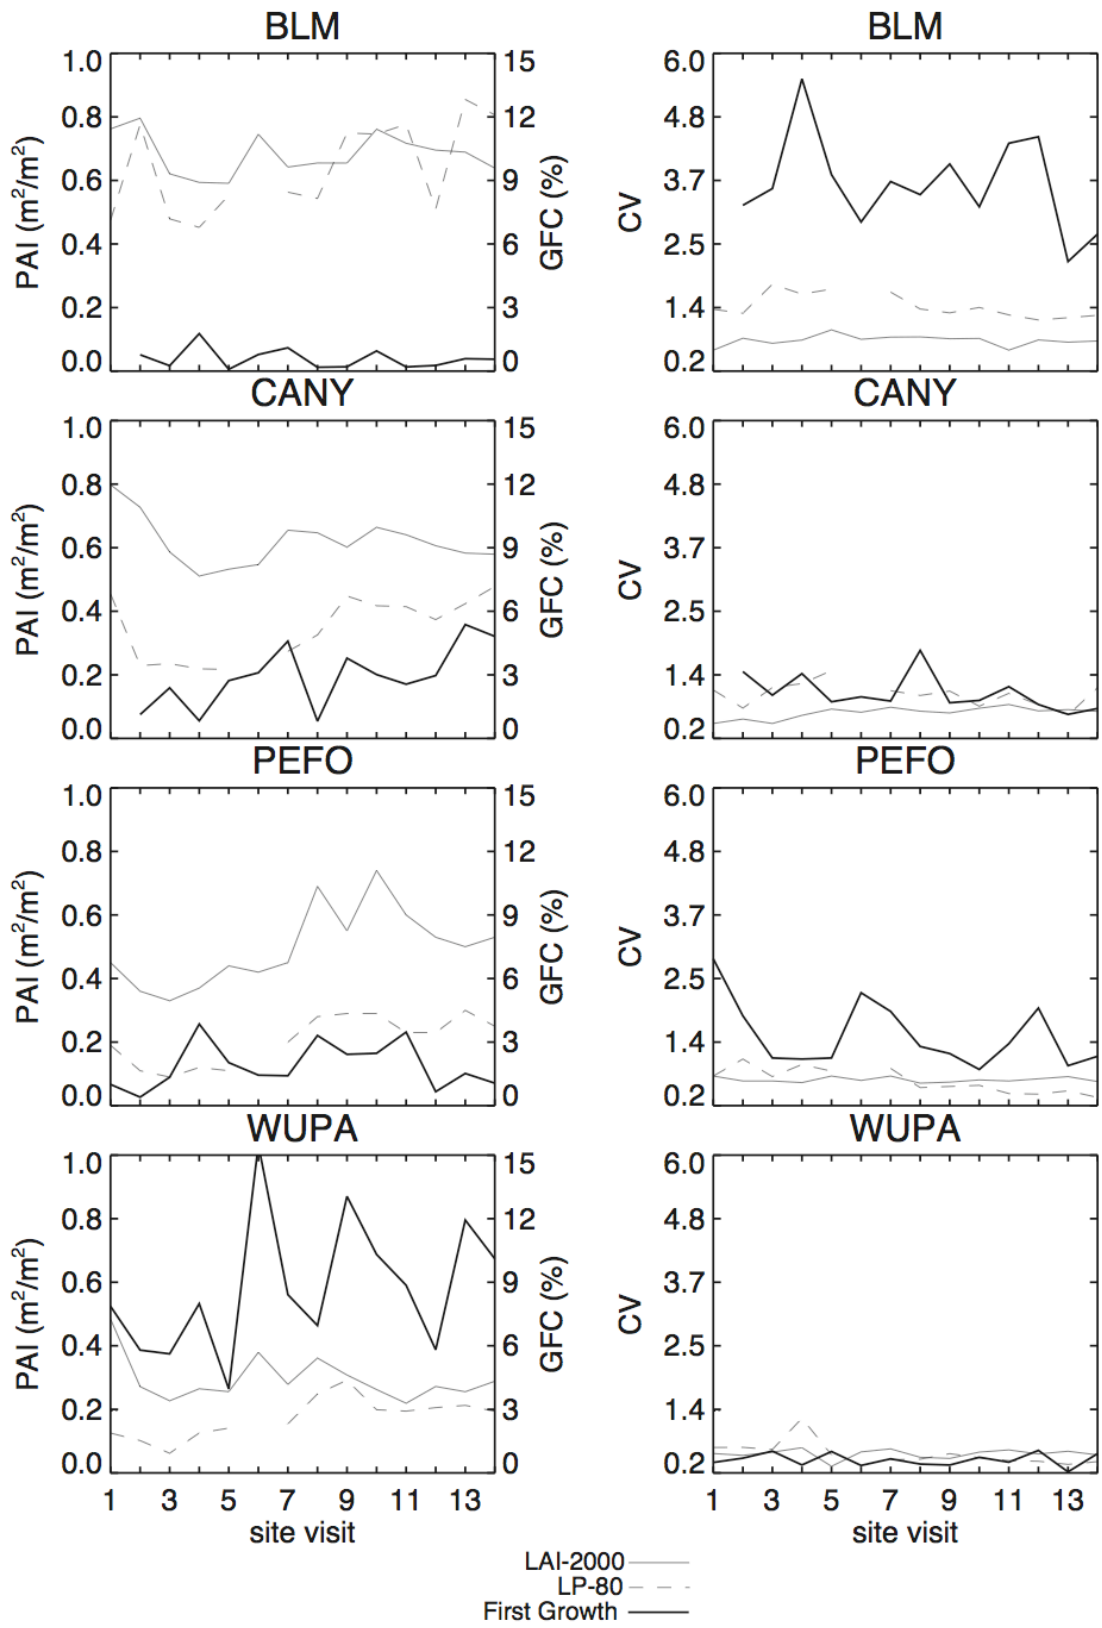 BLM
BLM
1.0
0.8
0.6
0.4
0.2
0.0
PAI (m²/m²)
15
12
9
6
3
0
GFC (%)
6.0
4.8
3.7
2.5
1.4
0.2
CV
CANY
CANY
1.0
0.8
0.6
0.4
0.2
0.0
PAI (m²/m²)
15
12
9
6
3
0
GFC (%)
6.0
4.8
3.7
2.5
1.4
0.2
CV
PEFO
PEFO
1.0
0.8
0.6
0.4
0.2
0.0
PAI (m²/m²)
15
12
9
6
3
0
GFC (%)
6.0
4.8
3.7
2.5
1.4
0.2
CV
WUPA
WUPA
1.0
0.8
0.6
0.4
0.2
0.0
PAI (m²/m²)
15
12
9
6
3
0
GFC (%)
6.0
4.8
3.7
2.5
1.4
0.2
CV
1 3 5 7 9 11 13
site visit
1 3 5 7 9 11 13
site visit
LAI-2000
LP-80
First Growth